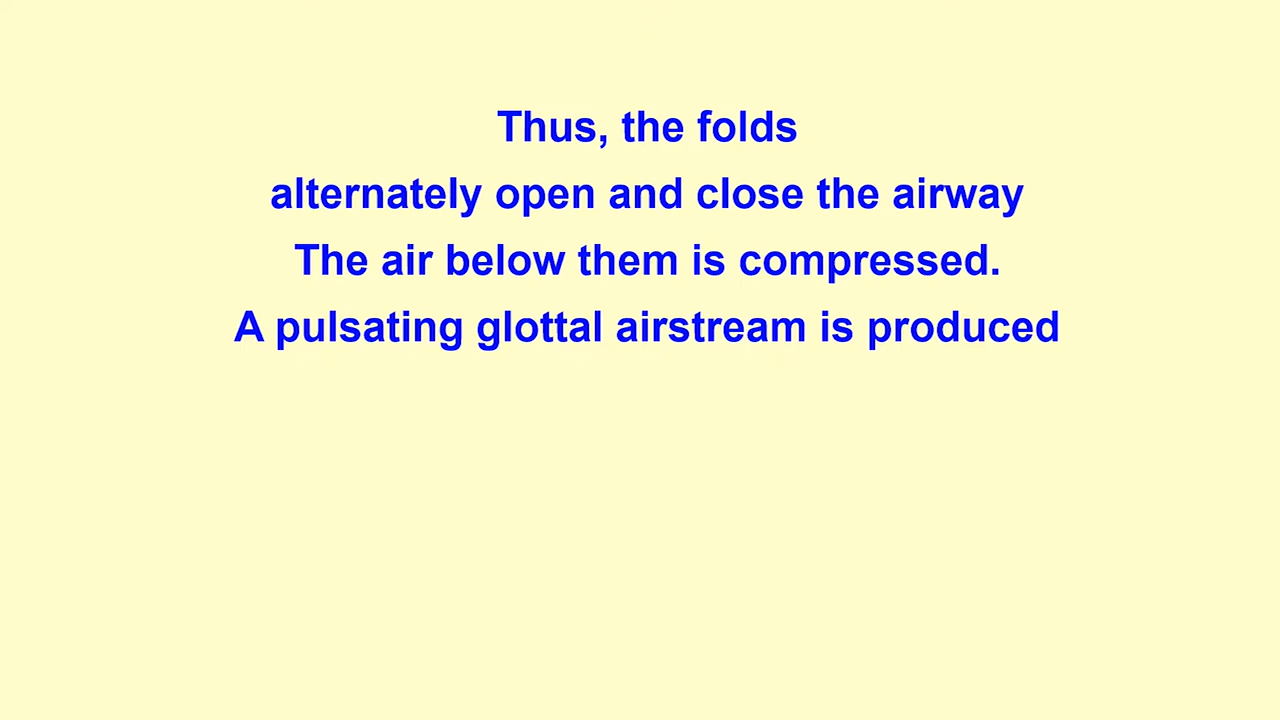 Thus, the folds
alternately open and close the airway
The air below them is compressed.
A pulsating glottal airstream is produced